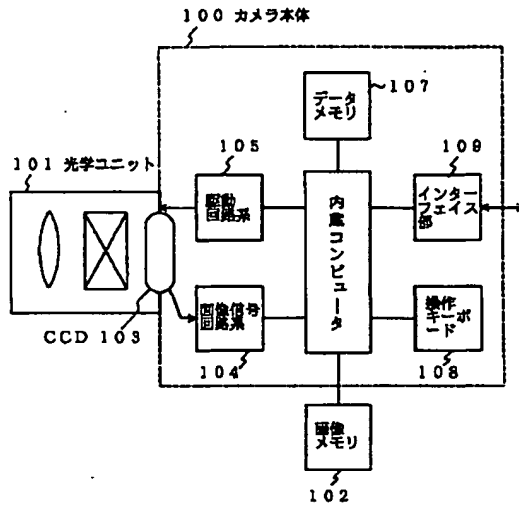 100 カメラ本体
107
データ
メモリ
101 光学ユニット
105
109
駆動
回路系
内蔵コンピュータ
インター
フェイス
部
画像信号
回路系
操作
キーボ
ード
CCD 103
104
108
画像
メモリ
102